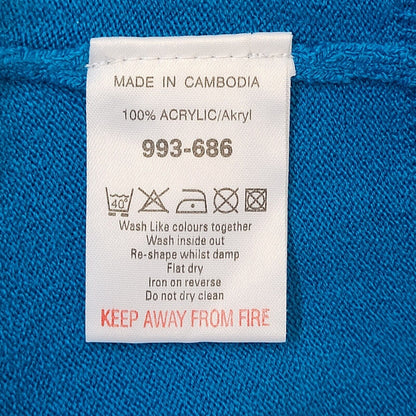 MADE IN CAMBODIA
100% ACRYLIC/Akryl
993-686
40°
Wash Like colours together
Wash inside out
Re-shape whilst damp
Flat dry
Iron on reverse
Do not dry clean
KEEP AWAY FROM FIRE